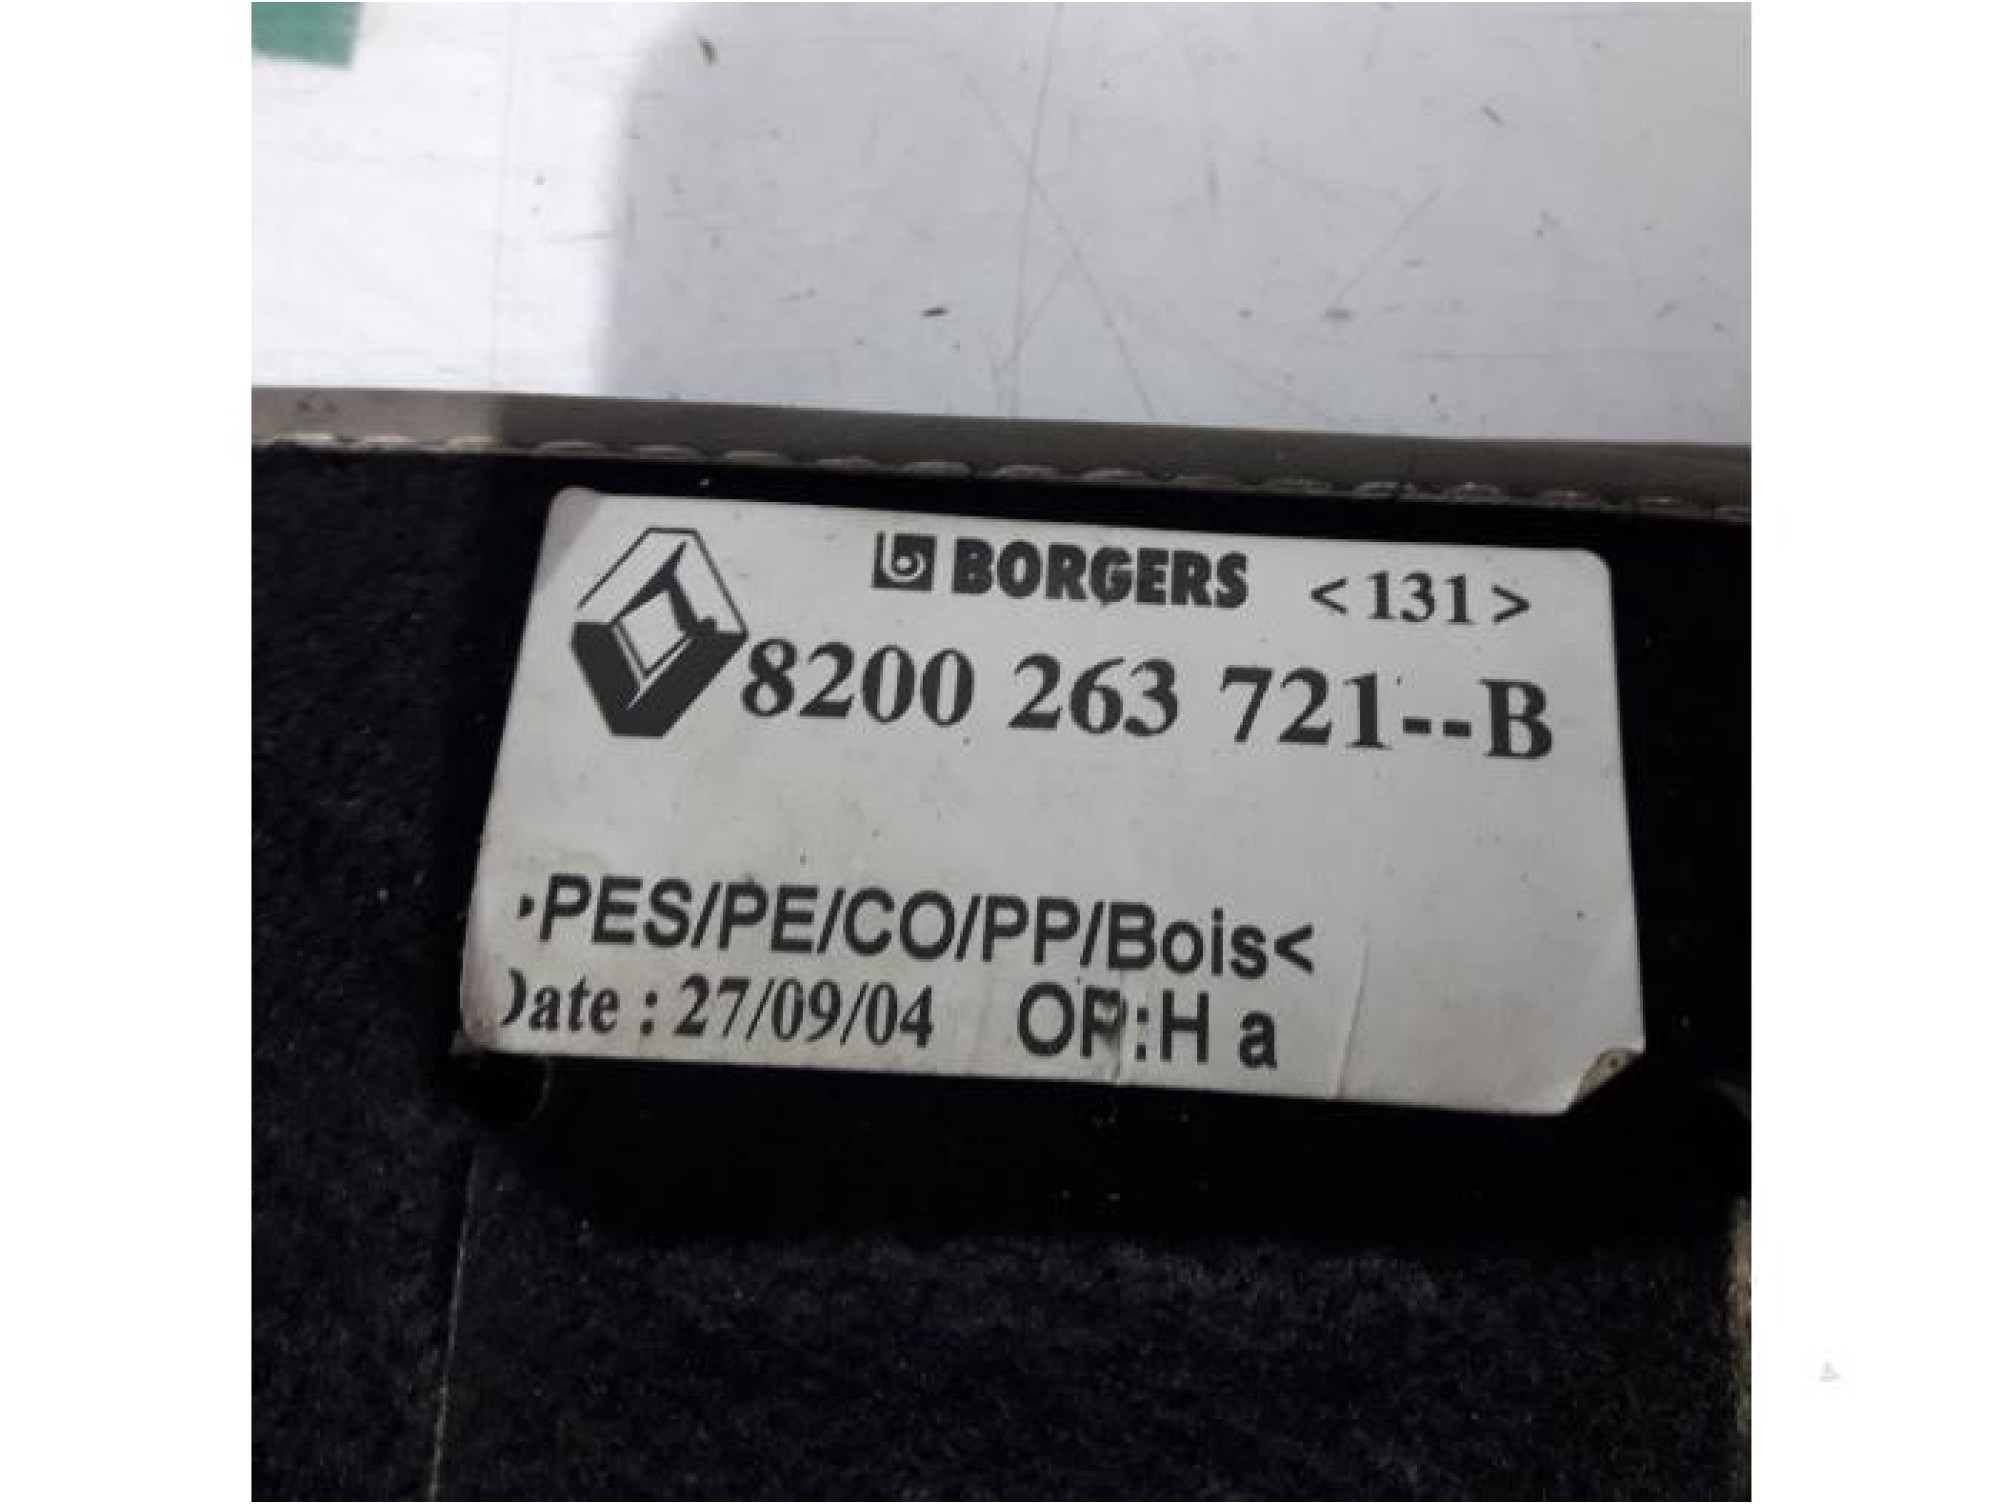 BORGERS <131>
8200 263 721--B
>PES/PE/CO/PP/Bois<
Date : 27/09/04 OP:H a